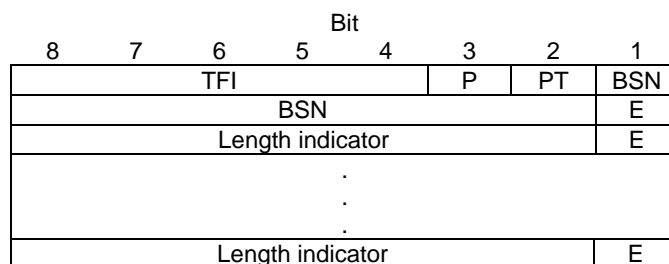 Bit
8 7 6 5 4 3 2 1
TFI P PT BSN
BSN E
Length indicator E
.
.
.
Length indicator E